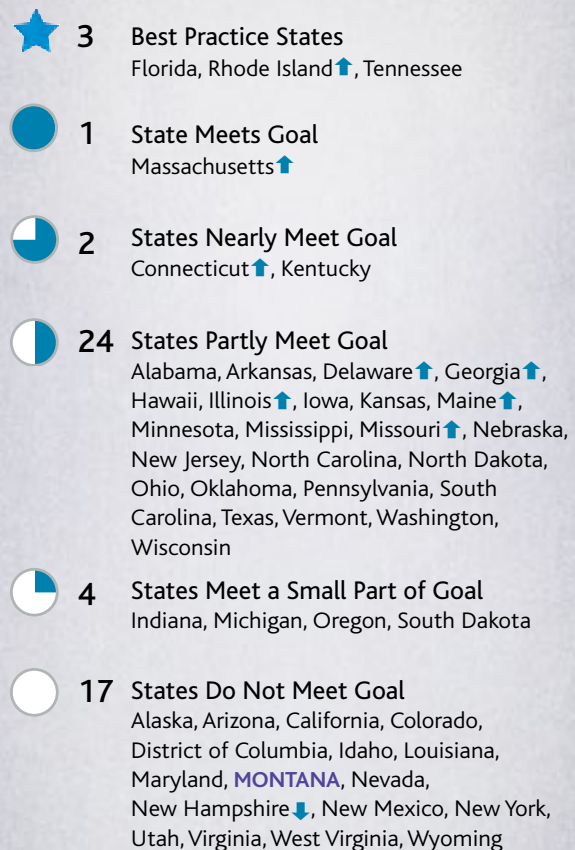 3 Best Practice States
Florida, Rhode Island⬆, Tennessee
1 State Meets Goal
Massachusetts⬆
2 States Nearly Meet Goal
Connecticut⬆, Kentucky
24 States Partly Meet Goal
Alabama, Arkansas, Delaware⬆, Georgia⬆,
Hawaii, Illinois⬆, Iowa, Kansas, Maine⬆,
Minnesota, Mississippi, Missouri⬆, Nebraska,
New Jersey, North Carolina, North Dakota,
Ohio, Oklahoma, Pennsylvania, South
Carolina, Texas, Vermont, Washington,
Wisconsin
4 States Meet a Small Part of Goal
Indiana, Michigan, Oregon, South Dakota
17 States Do Not Meet Goal
Alaska, Arizona, California, Colorado,
District of Columbia, Idaho, Louisiana,
Maryland, MONTANA, Nevada,
New Hampshire⬇, New Mexico, New York,
Utah, Virginia, West Virginia, Wyoming